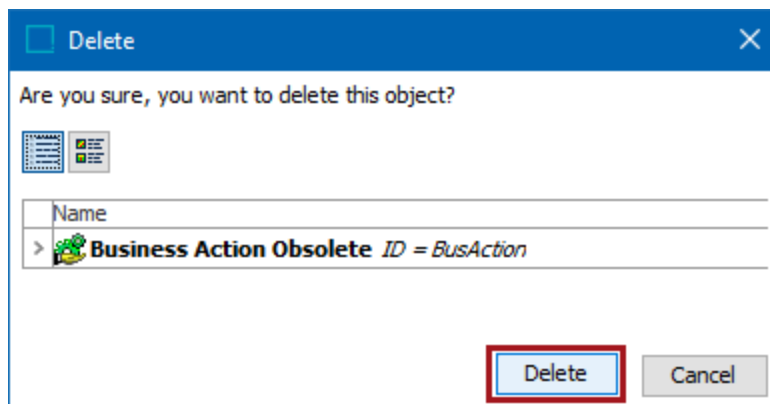 Delete
Are you sure, you want to delete this object?
Name
Business Action Obsolete ID = BusAction
Delete Cancel